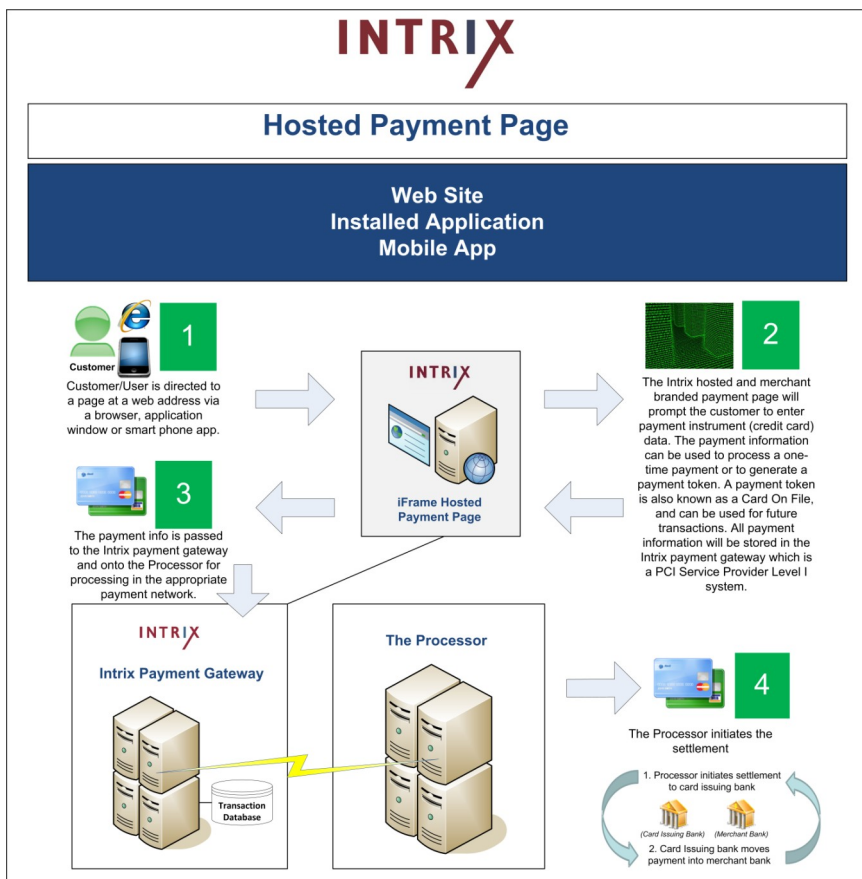 INTRIX
Hosted Payment Page
Web Site
Installed Application
Mobile App
1
Customer
Customer/User is directed to
a page at a web address via
a browser, application
window or smart phone app.
INTRIX
iFrame Hosted
Payment Page
2
The Intrix hosted and merchant
branded payment page will
prompt the customer to enter
payment instrument (credit card)
data. The payment information
can be used to process a one-
time payment or to generate a
payment token. A payment token
is also known as a Card On File,
and can be used for future
transactions. All payment
information will be stored in the
Intrix payment gateway which is
a PCI Service Provider Level I
system.
3
The payment info is passed
to the Intrix payment gateway
and onto the Processor for
processing in the appropriate
payment network.
INTRIX
Intrix Payment Gateway
Transaction
Database
The Processor
4
The Processor initiates the
settlement
1. Processor initiates settlement
to card issuing bank
(Card Issuing Bank)
(Merchant Bank)
2. Card Issuing bank moves
payment into merchant bank